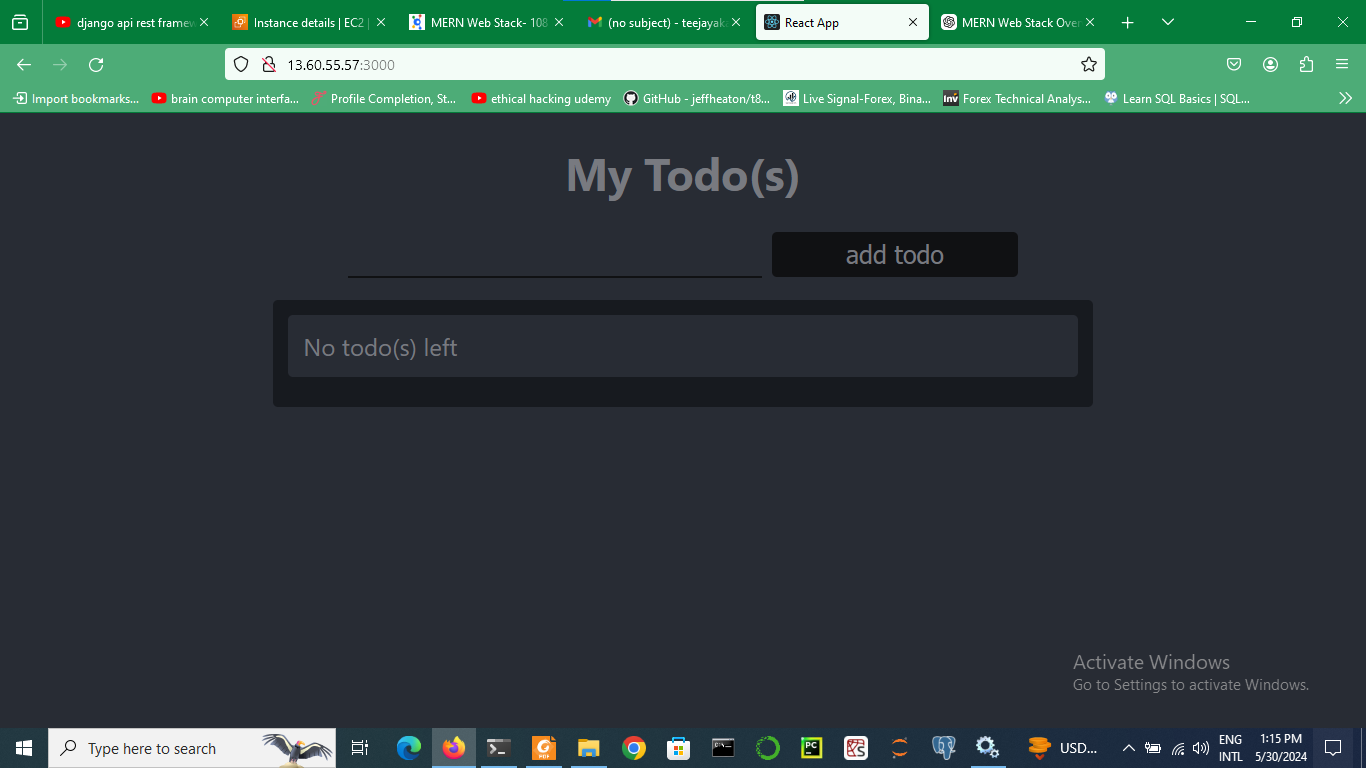 django api rest framew
Instance details | EC2 |
MERN Web Stack- 108
(no subject) - teejayaka
React App
MERN Web Stack Over
13.60.55.57:3000
Import bookmarks...
brain computer interfa...
Profile Completion, St...
ethical hacking udemy
GitHub - jeffheaton/t8...
Live Signal-Forex, Bina...
Inv
Forex Technical Analys...
Learn SQL Basics | SQL...
My Todo(s)
add todo
No todo(s) left
Activate Windows
Go to Settings to activate Windows.
Type here to search
PC
USD...
ENG
INTL
1:15 PM
5/30/2024